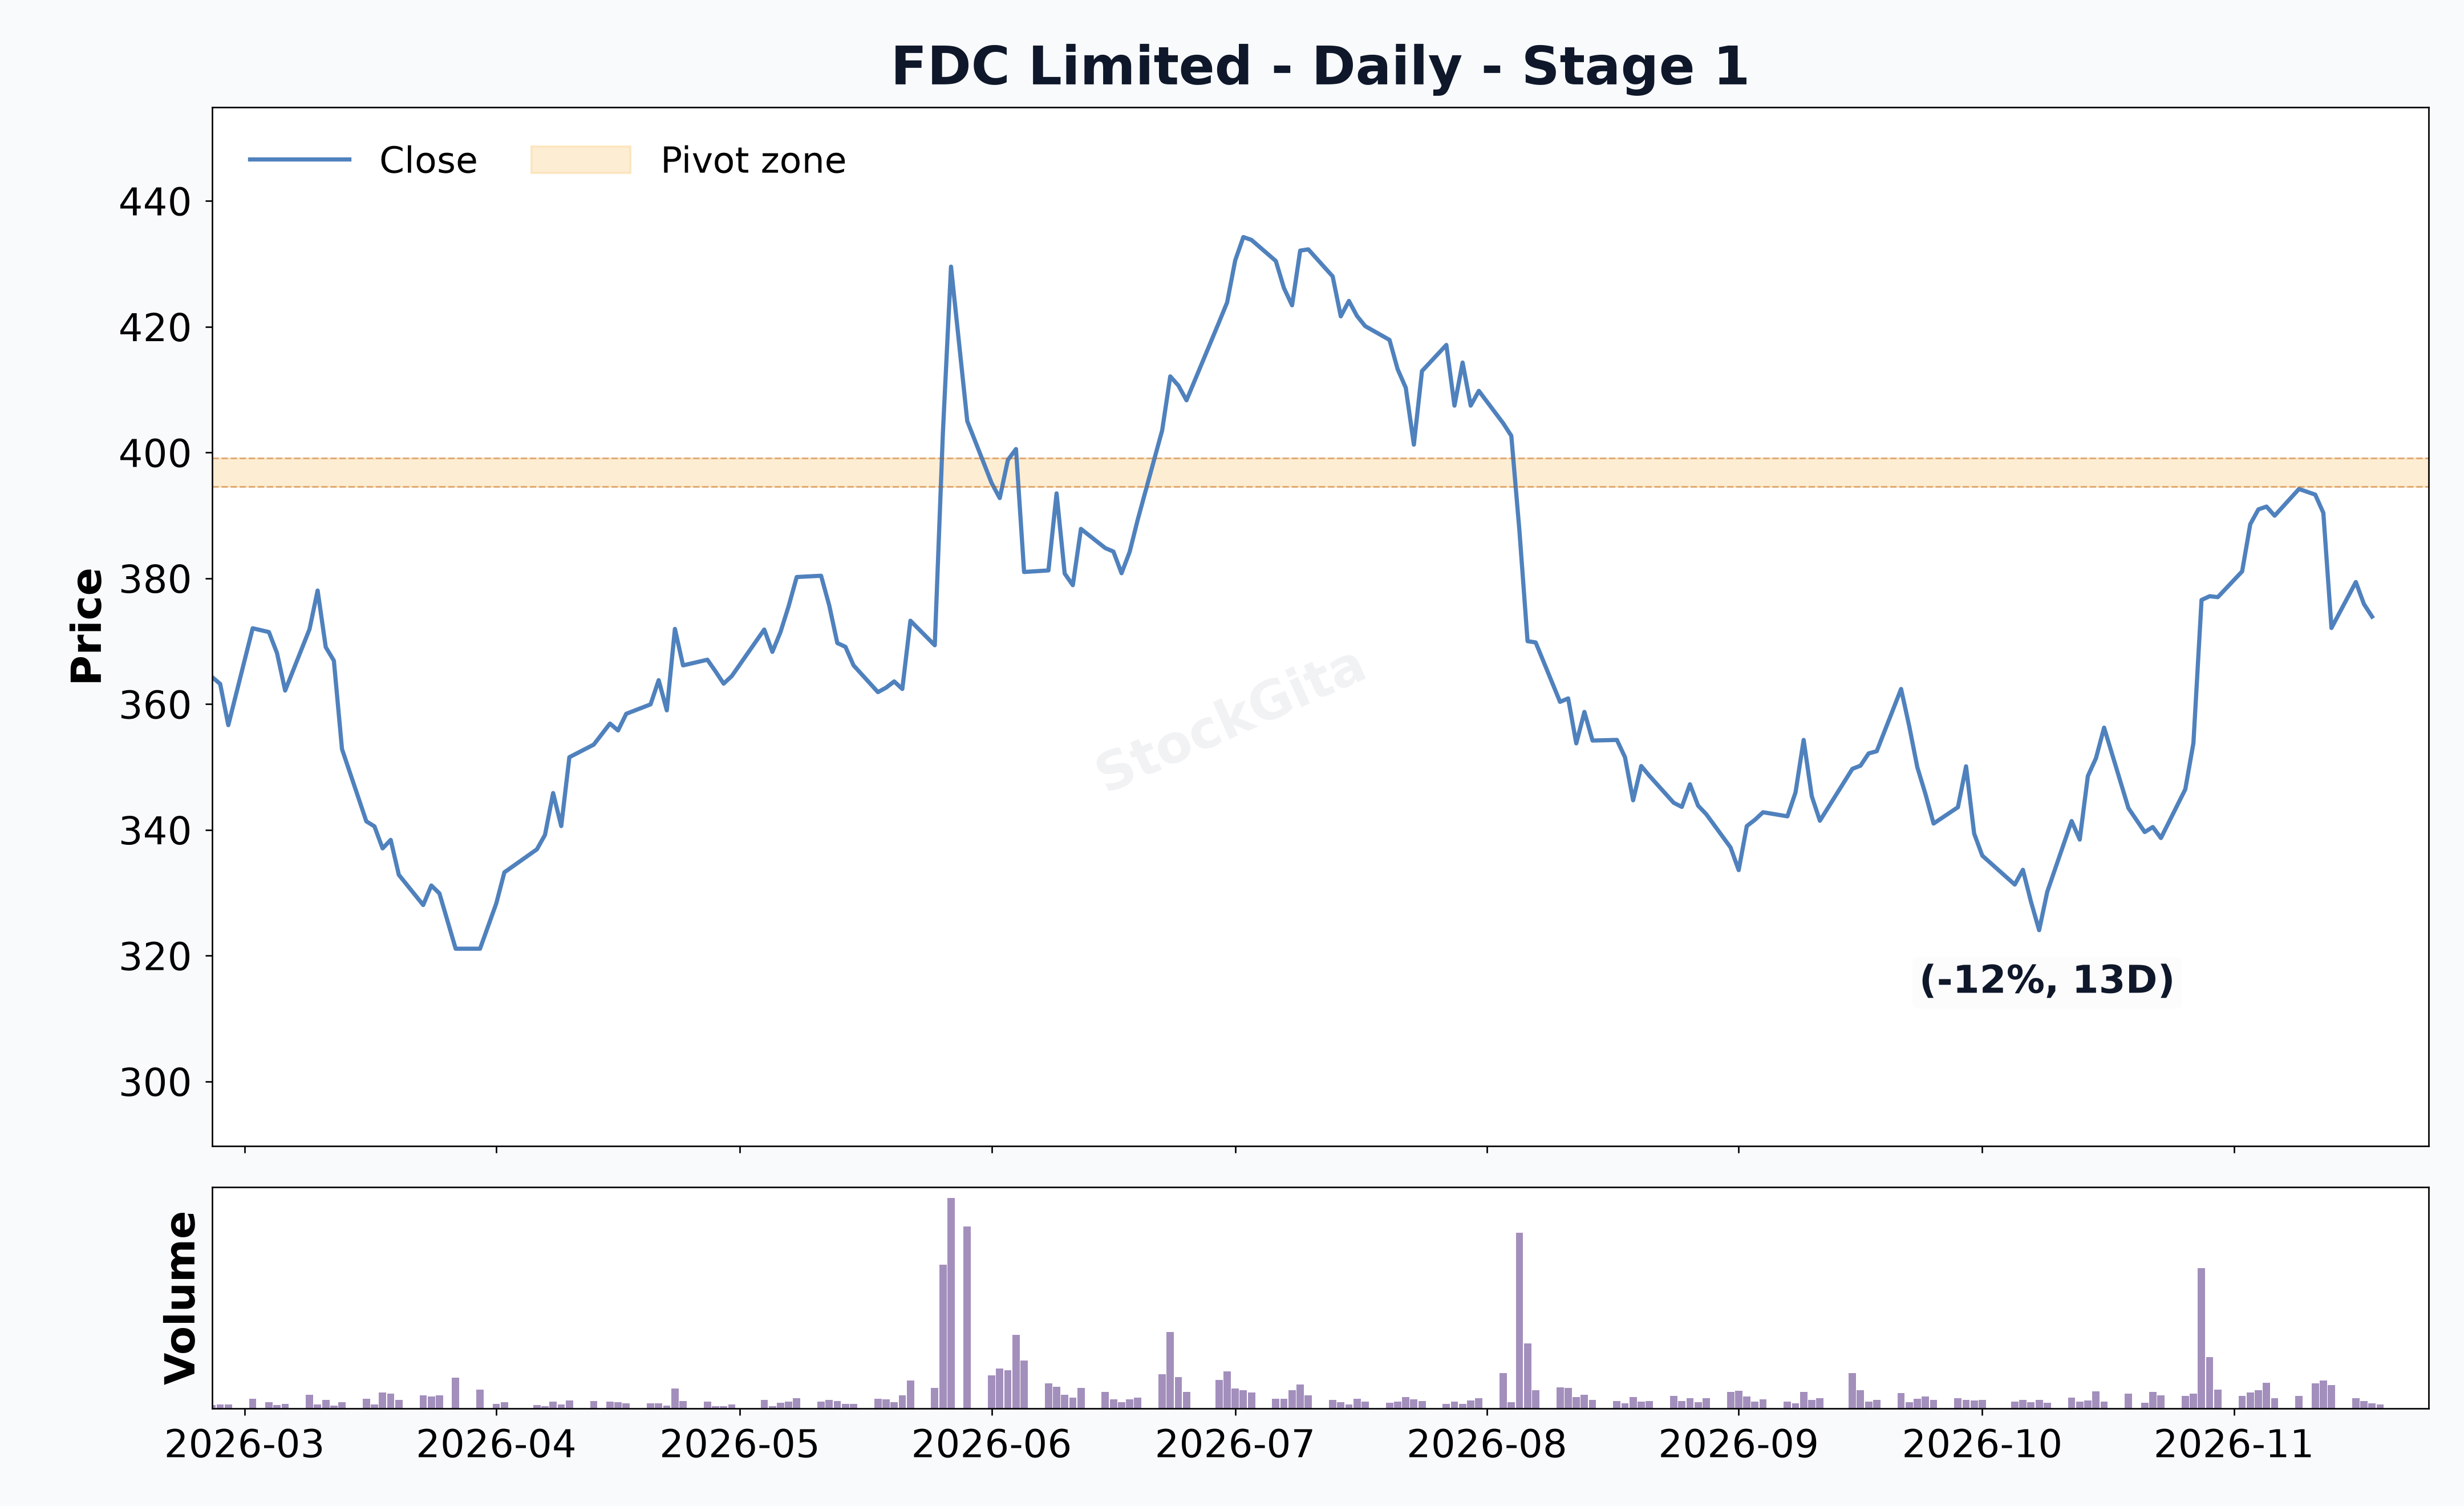 FDC Limited - Daily - Stage 1
Close
Pivot zone
Price
440
420
400
380
360
340
320
300
StockGita
(-12%, 13D)
Volume
2026-03
2026-04
2026-05
2026-06
2026-07
2026-08
2026-09
2026-10
2026-11